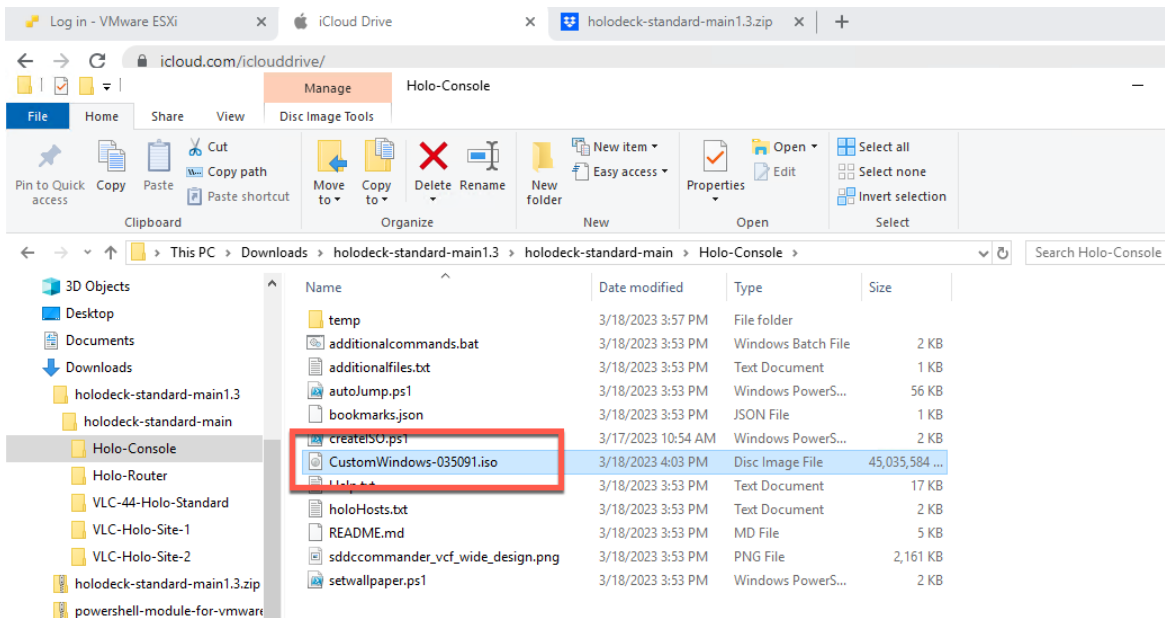 Log in - VMware ESXi
iCloud Drive
holodeck-standard-main1.3.zip
icloud.com/iclouddrive/
Manage
Holo-Console
File
Home
Share
View
Disc Image Tools
Pin to Quick access
Copy
Paste
Cut
Copy path
Paste shortcut
Move to
Copy to
Delete
Rename
New folder
New item
Easy access
Properties
Open
Edit
Select all
Select none
Invert selection
Clipboard
Organize
New
Open
Select
This PC > Downloads > holodeck-standard-main1.3 > holodeck-standard-main > Holo-Console >
Search Holo-Console
3D Objects
Desktop
Documents
Downloads
holodeck-standard-main1.3
holodeck-standard-main
Holo-Console
Holo-Router
VLC-44-Holo-Standard
VLC-Holo-Site-1
VLC-Holo-Site-2
holodeck-standard-main1.3.zip
powershell-module-for-vmware
Name Date modified Type Size
temp 3/18/2023 3:57 PM File folder
additionalcommands.bat 3/18/2023 3:53 PM Windows Batch File 2 KB
additionalfiles.txt 3/18/2023 3:53 PM Text Document 1 KB
autoJump.ps1 3/18/2023 3:53 PM Windows PowerS... 56 KB
bookmarks.json 3/18/2023 3:53 PM JSON File 1 KB
createISO.ps1 3/17/2023 10:54 AM Windows PowerS... 2 KB
CustomWindows-035091.iso 3/18/2023 4:03 PM Disc Image File 45,035,584 ...
Help.txt 3/18/2023 3:53 PM Text Document 17 KB
holoHosts.txt 3/18/2023 3:53 PM Text Document 2 KB
README.md 3/18/2023 3:53 PM MD File 5 KB
sddccommander_vcf_wide_design.png 3/18/2023 3:53 PM PNG File 2,161 KB
setwallpaper.ps1 3/18/2023 3:53 PM Windows PowerS... 2 KB